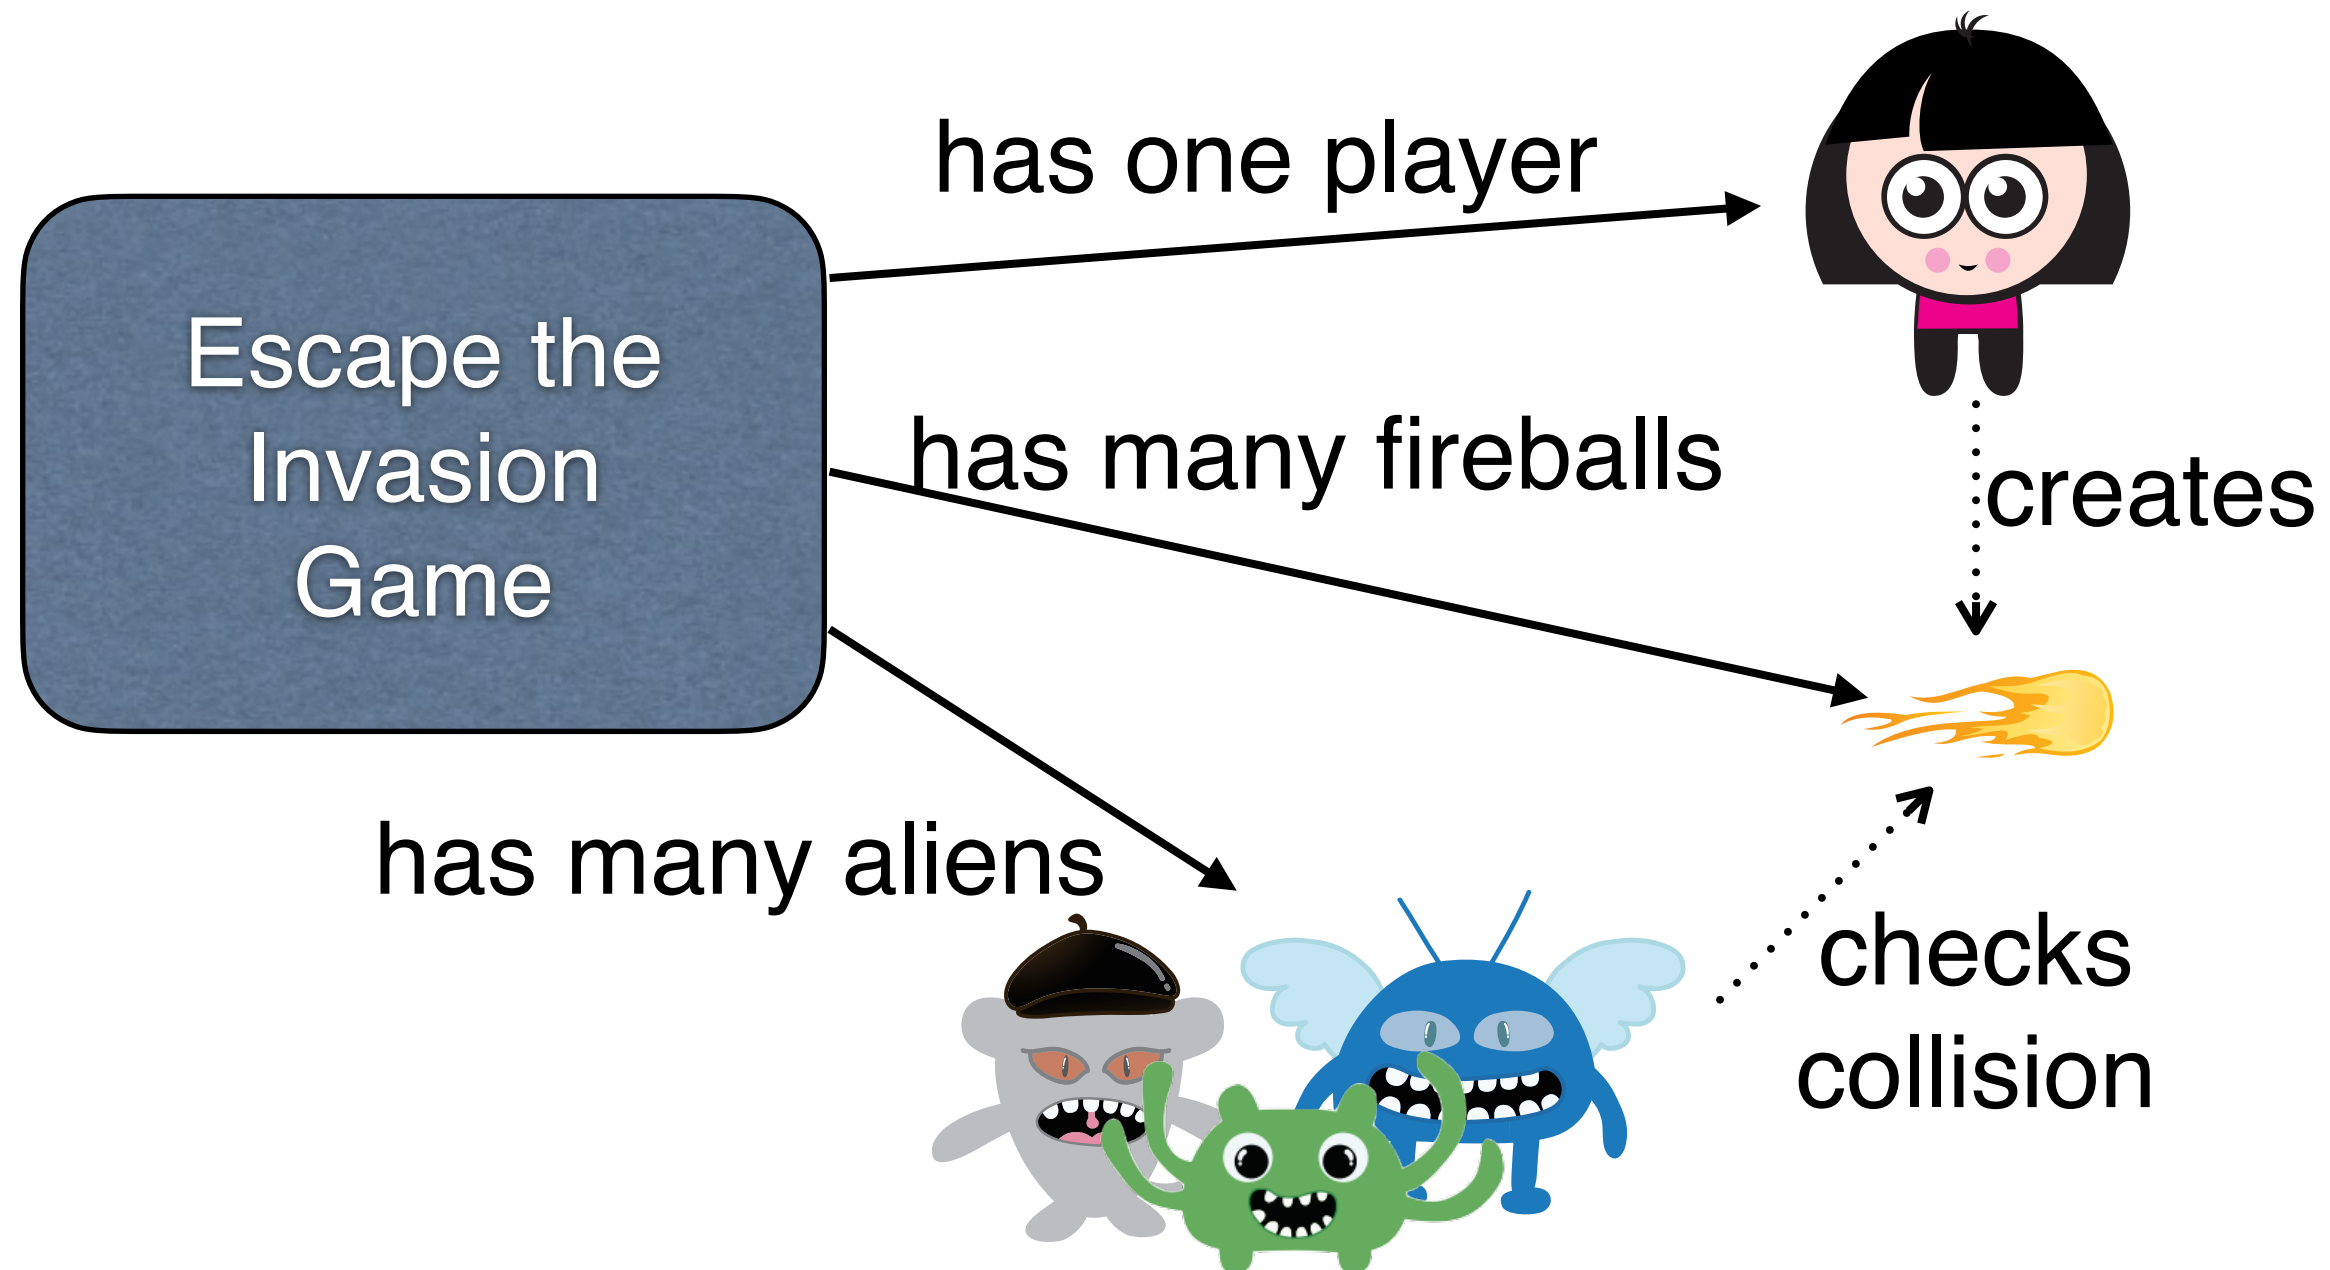 has one player
Escape the
Invasion
Game
has many fireballs
creates
has many aliens
checks
collision